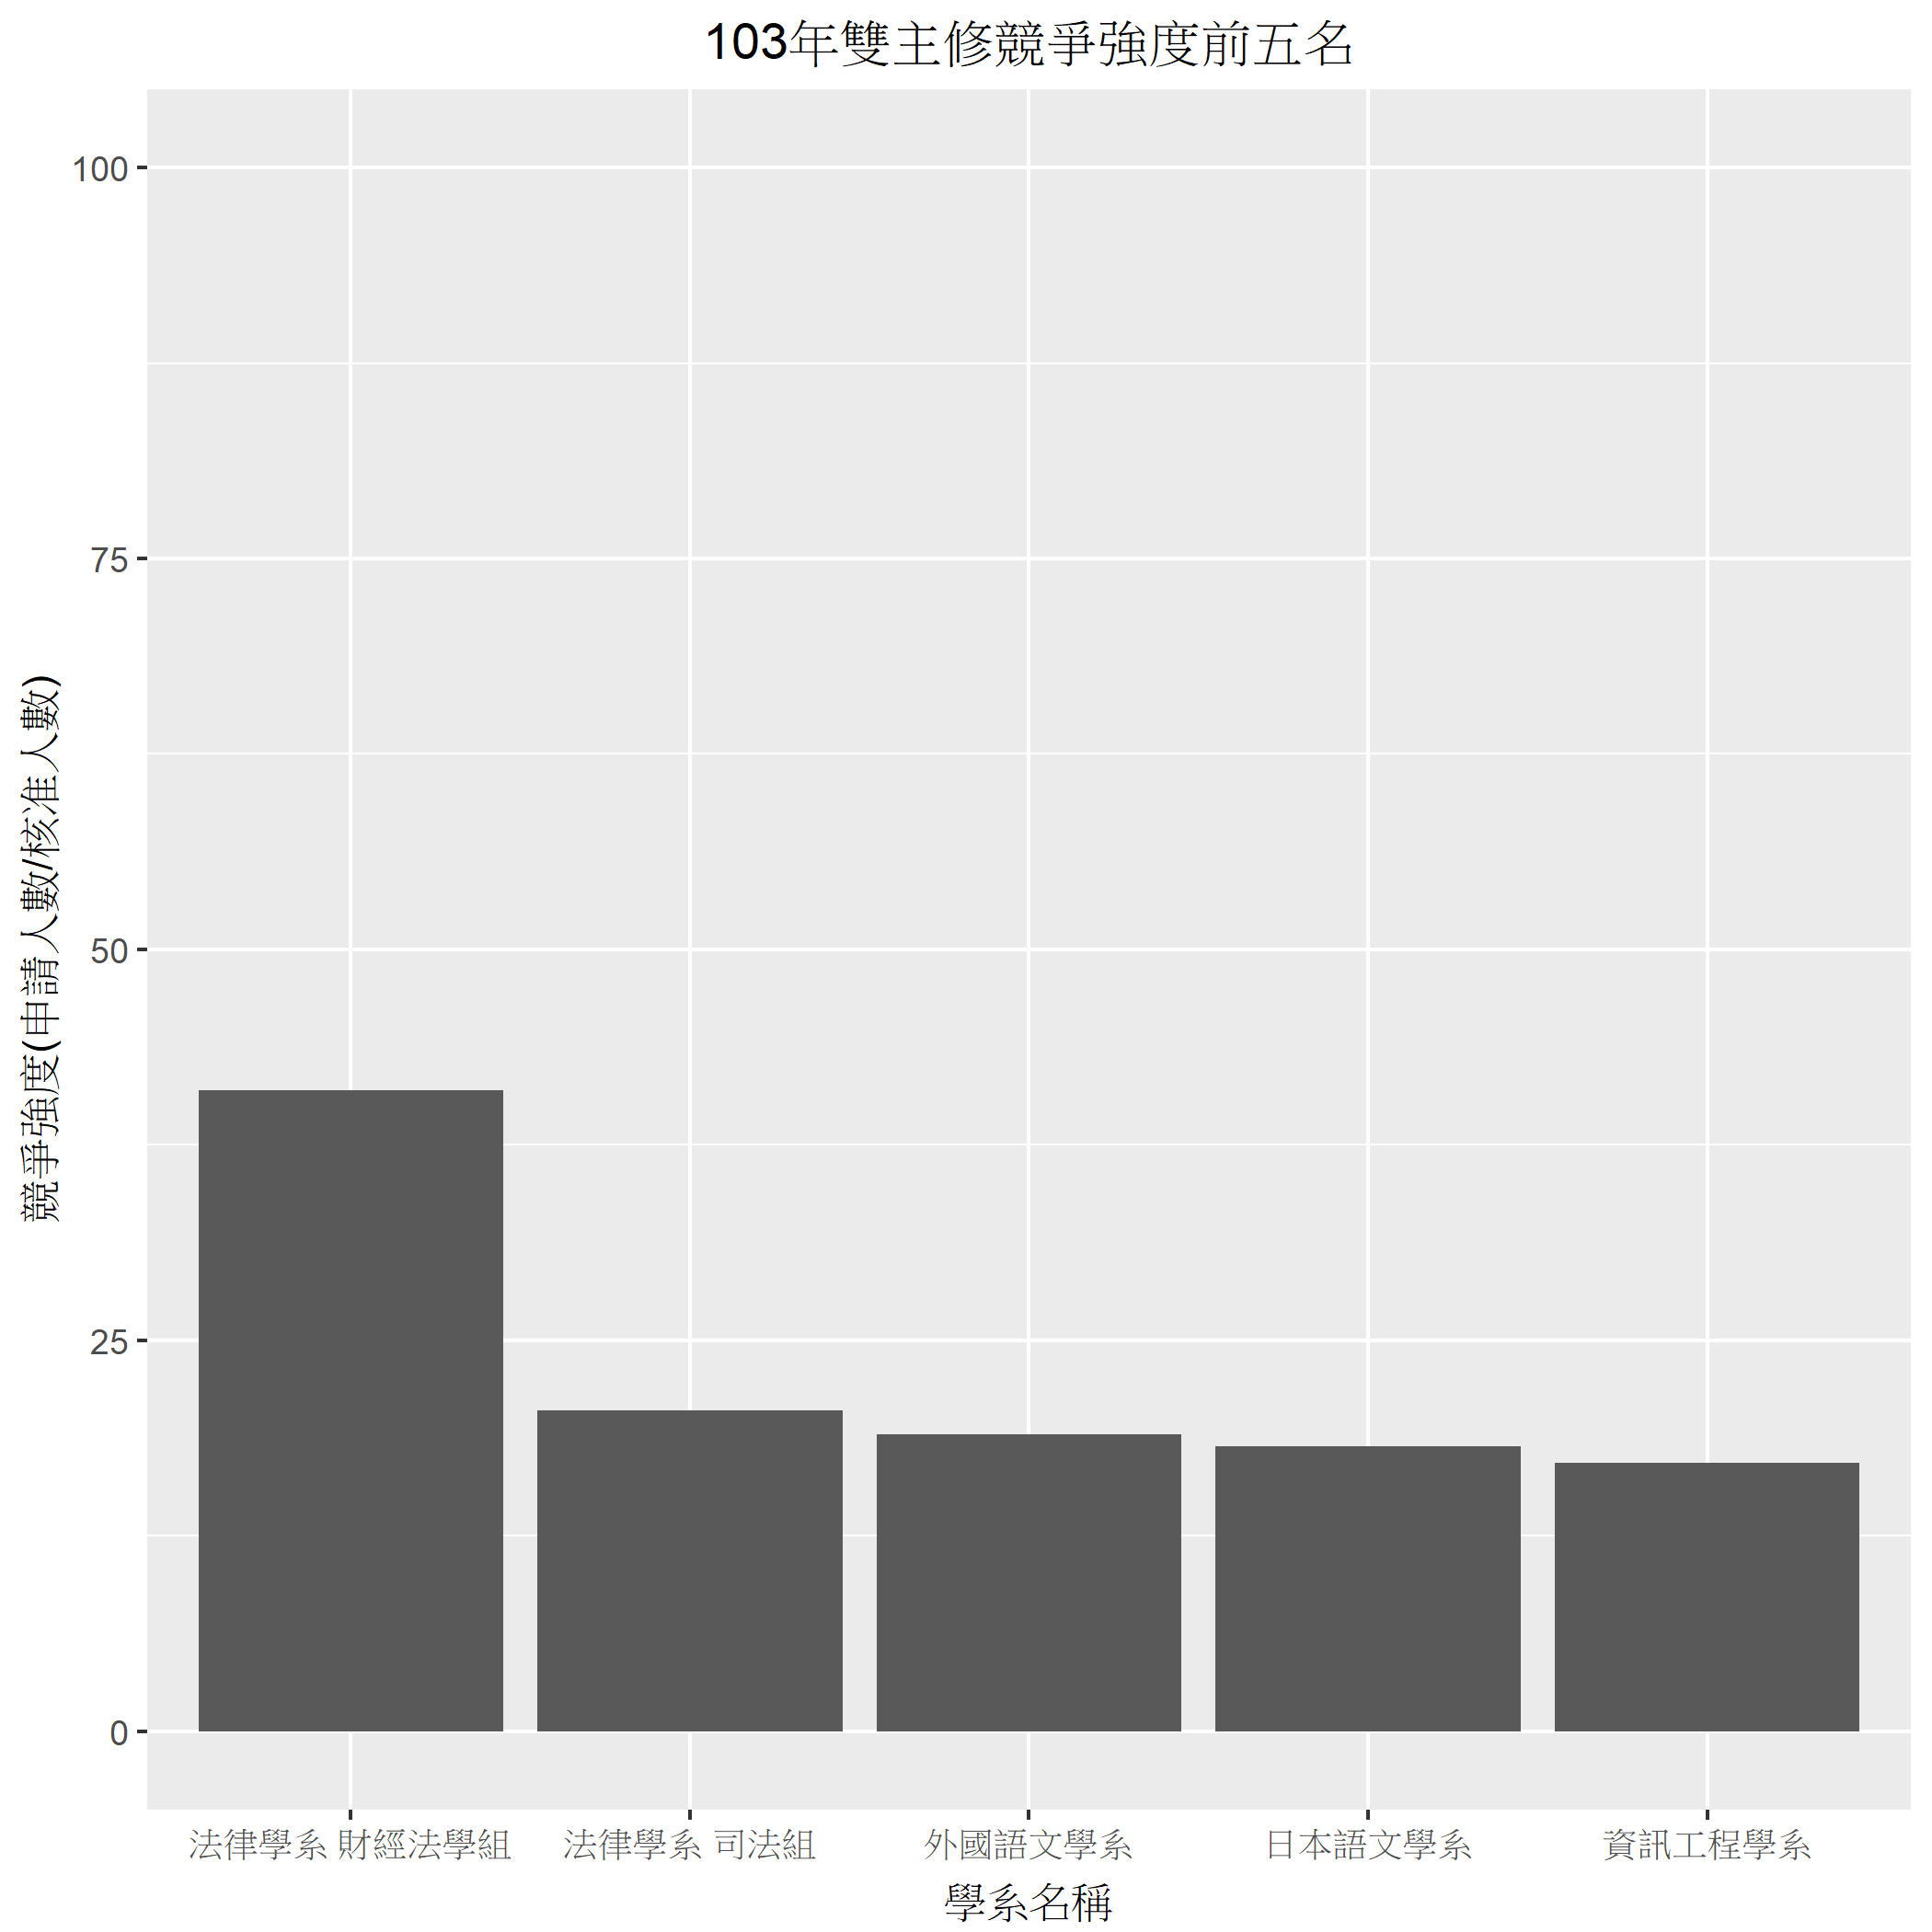 103年雙主修競爭強度前五名
競爭強度(申請人數/核准人數)
100
75
50
25
0
法律學系 財經法學組
法律學系 司法組
外國語文學系
日本語文學系
資訊工程學系
學系名稱